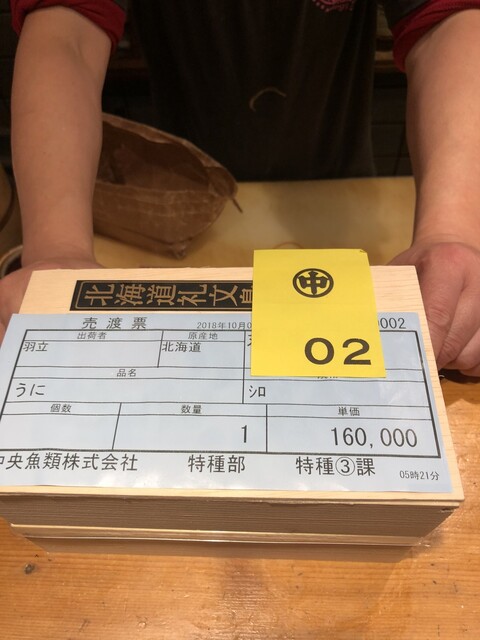 北海道礼文島
中
02
売渡票
2018年10月0
0002
出荷者
原産地
羽立
北海道
品名
うに
シロ
個数
数量
単価
1
160,000
中央魚類株式会社 特種部 特種③課
05時21分